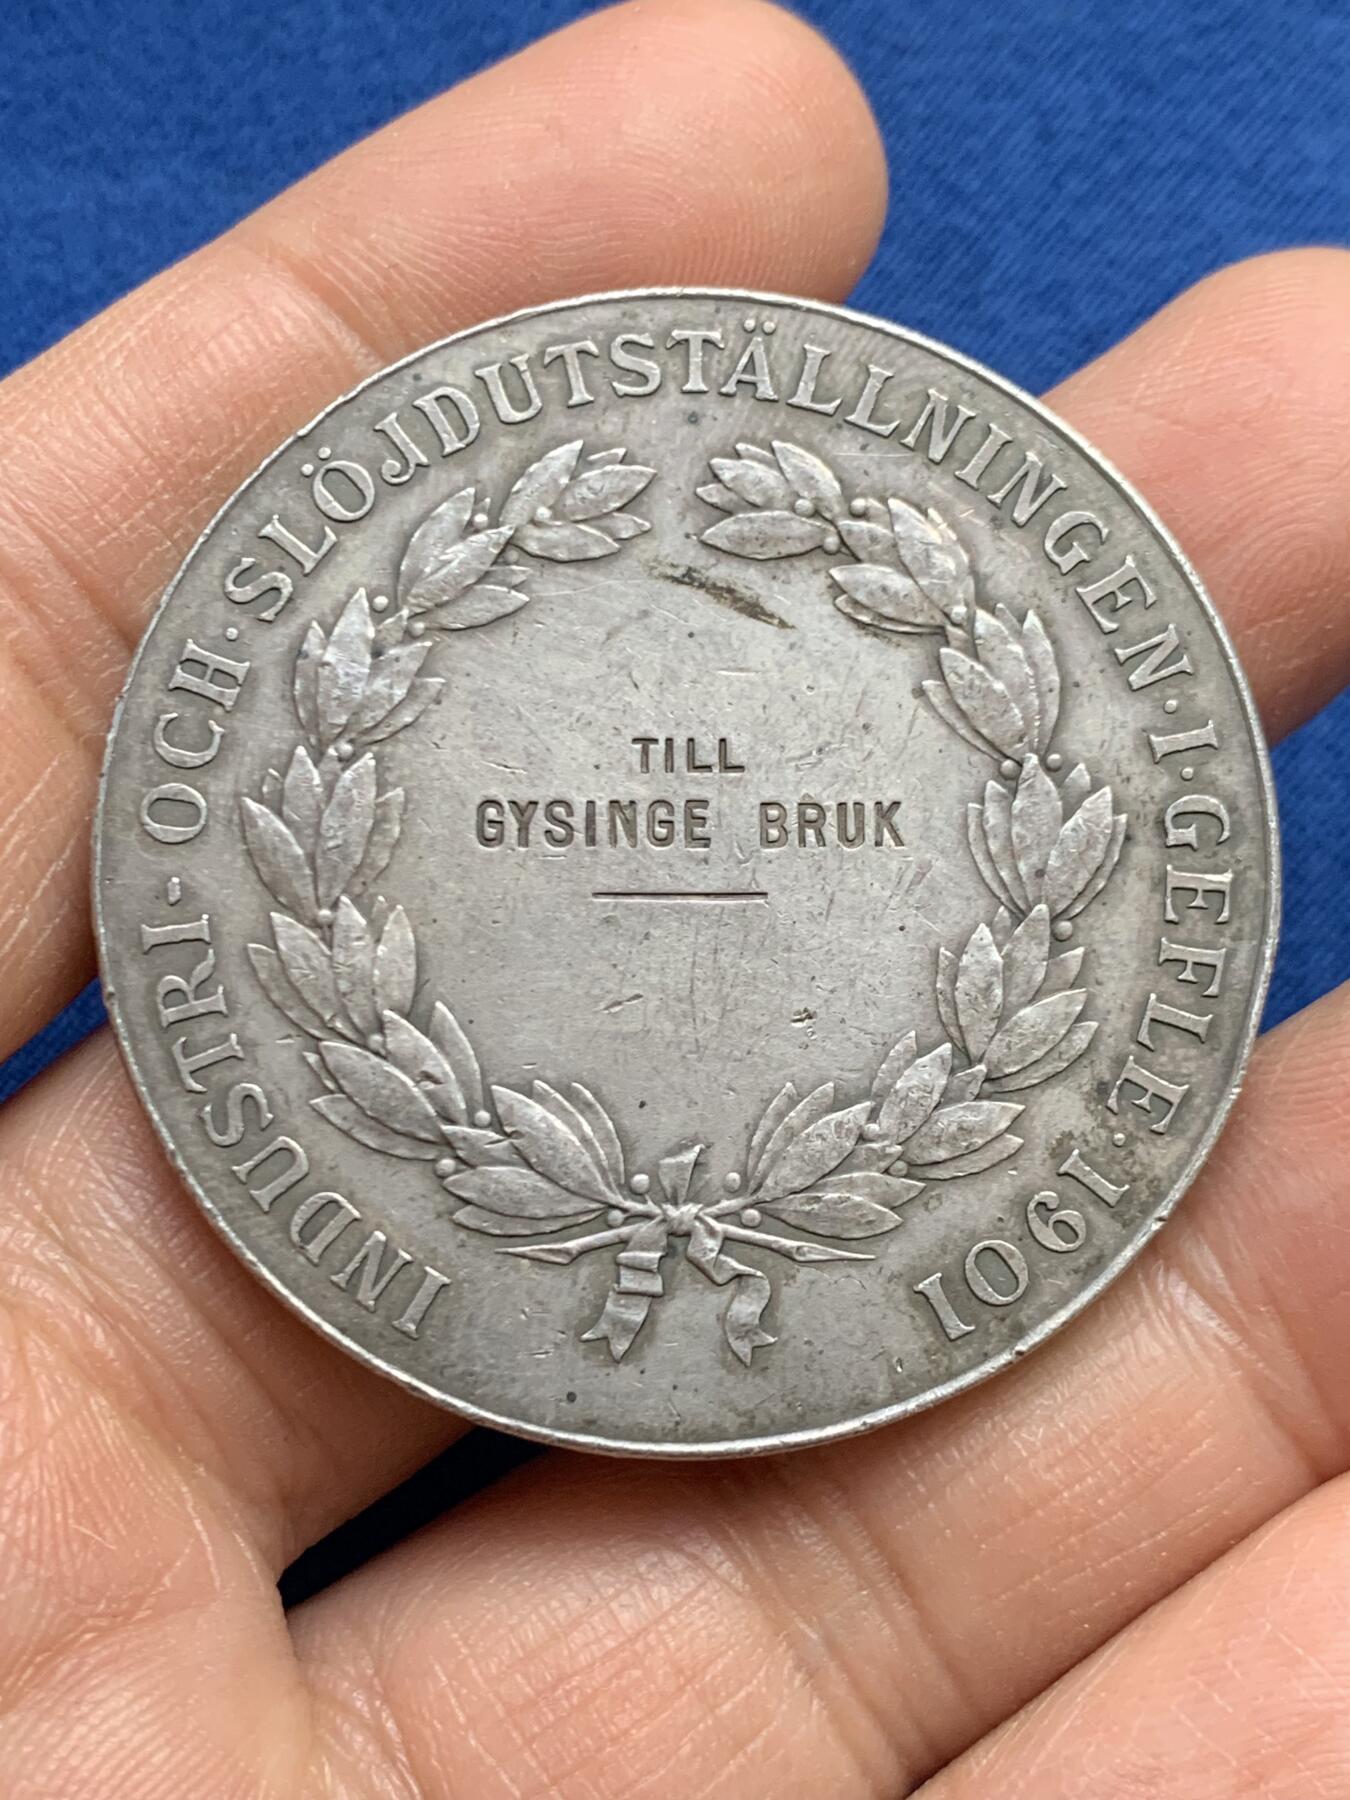 INDUSTRI-OCH·SLÖJDUTSTÄLLNINGEN·I·GEFLE·1901
TILL
GYSINGE BRUK